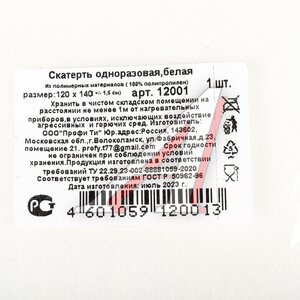 Скатерть одноразовая,белая
Из полимерных материалов ( 100% полипропилен)
размер:120 x 140 +/- 1,5 см) арт. 12001 1 шт.
Хранить в чистом складском помещении на
расстоянии не менее 1м от нагревательных
приборов,в условиях, исключающих воздействие
агрессивных и горючих сред. Изготовитель
ООО"Профи Ти" Юр.адрес:Россия, 143602,
Московская обл.,г.Волоколамск, ул.Фабричная,д.23,
помещение 21. profy.t77@yandex.ru Срок годности не
ограничен при соблюдении условий
хранения.Продукция изготовлена в соответствии с
требованиями ТУ 22.29.23-002-88881059-2020
Соответствует требованиям ГОСТ Р 50962-96
Дата изготовления: июль 2023 г.
4 601059 120013